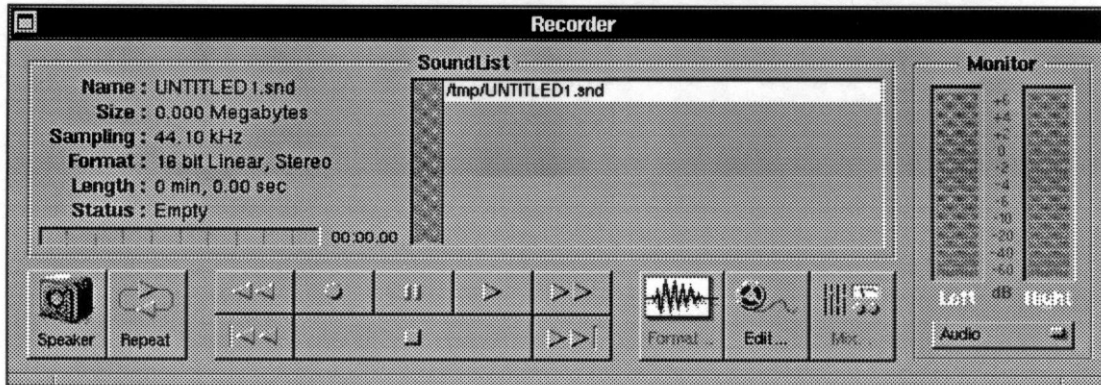 Recorder
SoundList
Name : UNTITLED1.snd
Size : 0.000 Megabytes
Sampling : 44.10 kHz
Format : 16 bit Linear, Stereo
Length : 0 min, 0.00 sec
Status : Empty
00:00.00
/tmp/UNTITLED1.snd
Monitor
+6
+4
+2
0
-2
-4
-6
-10
-20
-40
-60
Left dB Right
Audio
Speaker
Repeat
Format...
Edit...
Mix...